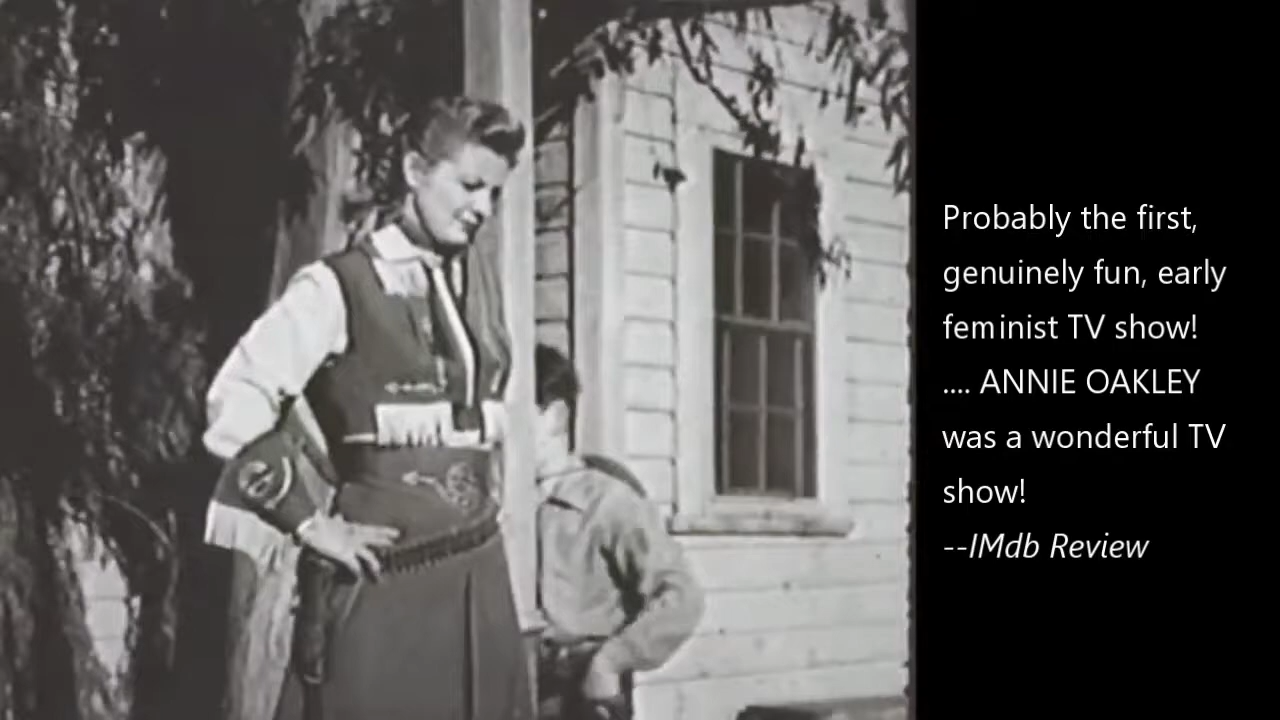 Probably the first,
genuinely fun, early
feminist TV show!
.... ANNIE OAKLEY
was a wonderful TV
show!
--IMdb Review